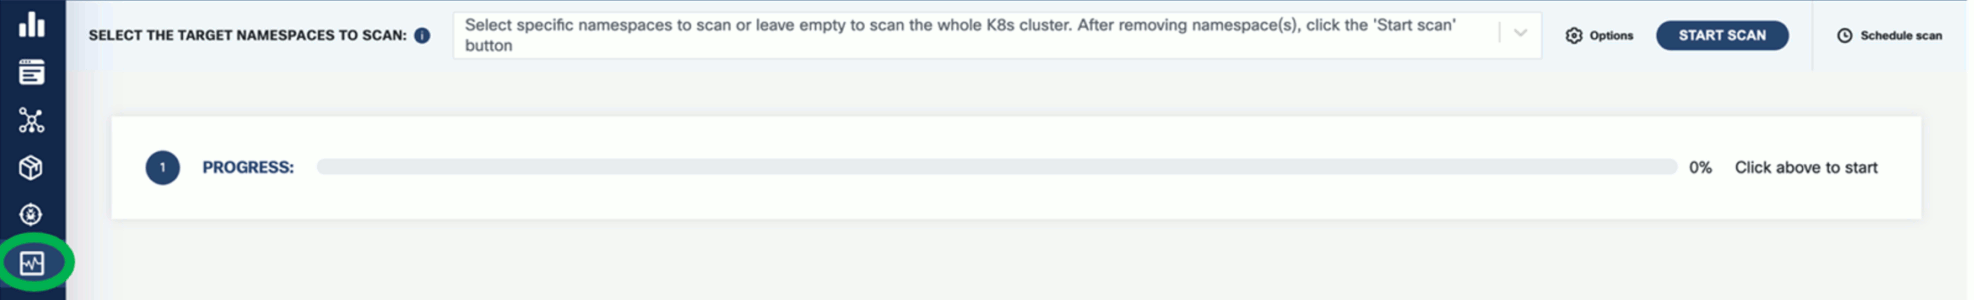 SELECT THE TARGET NAMESPACES TO SCAN: i
Select specific namespaces to scan or leave empty to scan the whole K8s cluster. After removing namespace(s), click the 'Start scan'
button
Options
START SCAN
Schedule scan
1 PROGRESS: 0% Click above to start